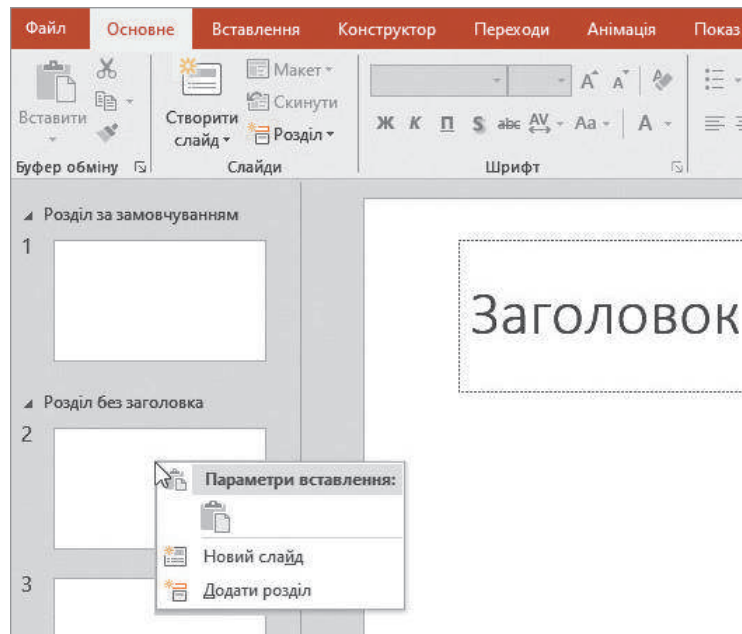 Файл Основне Вставлення Конструктор Переходи Анімація Показ
Вставити
Створити слайд
Макет
Скинути
Розділ
Ж К П S abc AV Aa A
A A
Буфер обміну Слайди Шрифт
Розділ за замовчуванням
1
Заголовок
Розділ без заголовка
2
Параметри вставлення:
Новий слайд
Додати розділ
3